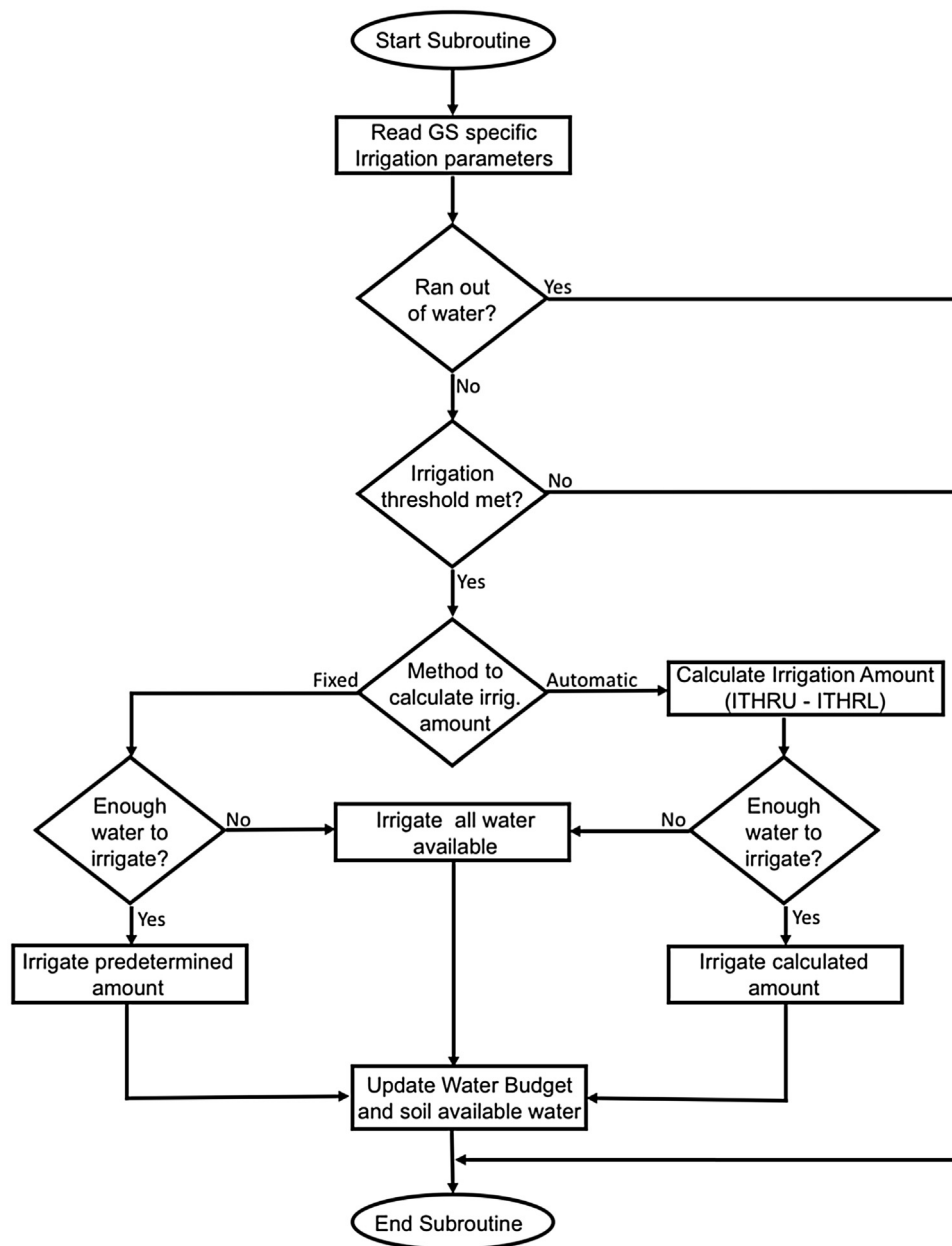 Start Subroutine
Read GS specific
Irrigation parameters
Ran out
of water?
Yes
No
Irrigation
threshold met?
No
Yes
Method to
calculate irrig.
amount
Fixed
Automatic
Calculate Irrigation Amount
(ITHRU - ITHRL)
Enough
water to
irrigate?
No
Irrigate all water
available
No
Enough
water to
irrigate?
Yes
Yes
Irrigate predetermined
amount
Irrigate calculated
amount
Update Water Budget
and soil available water
End Subroutine